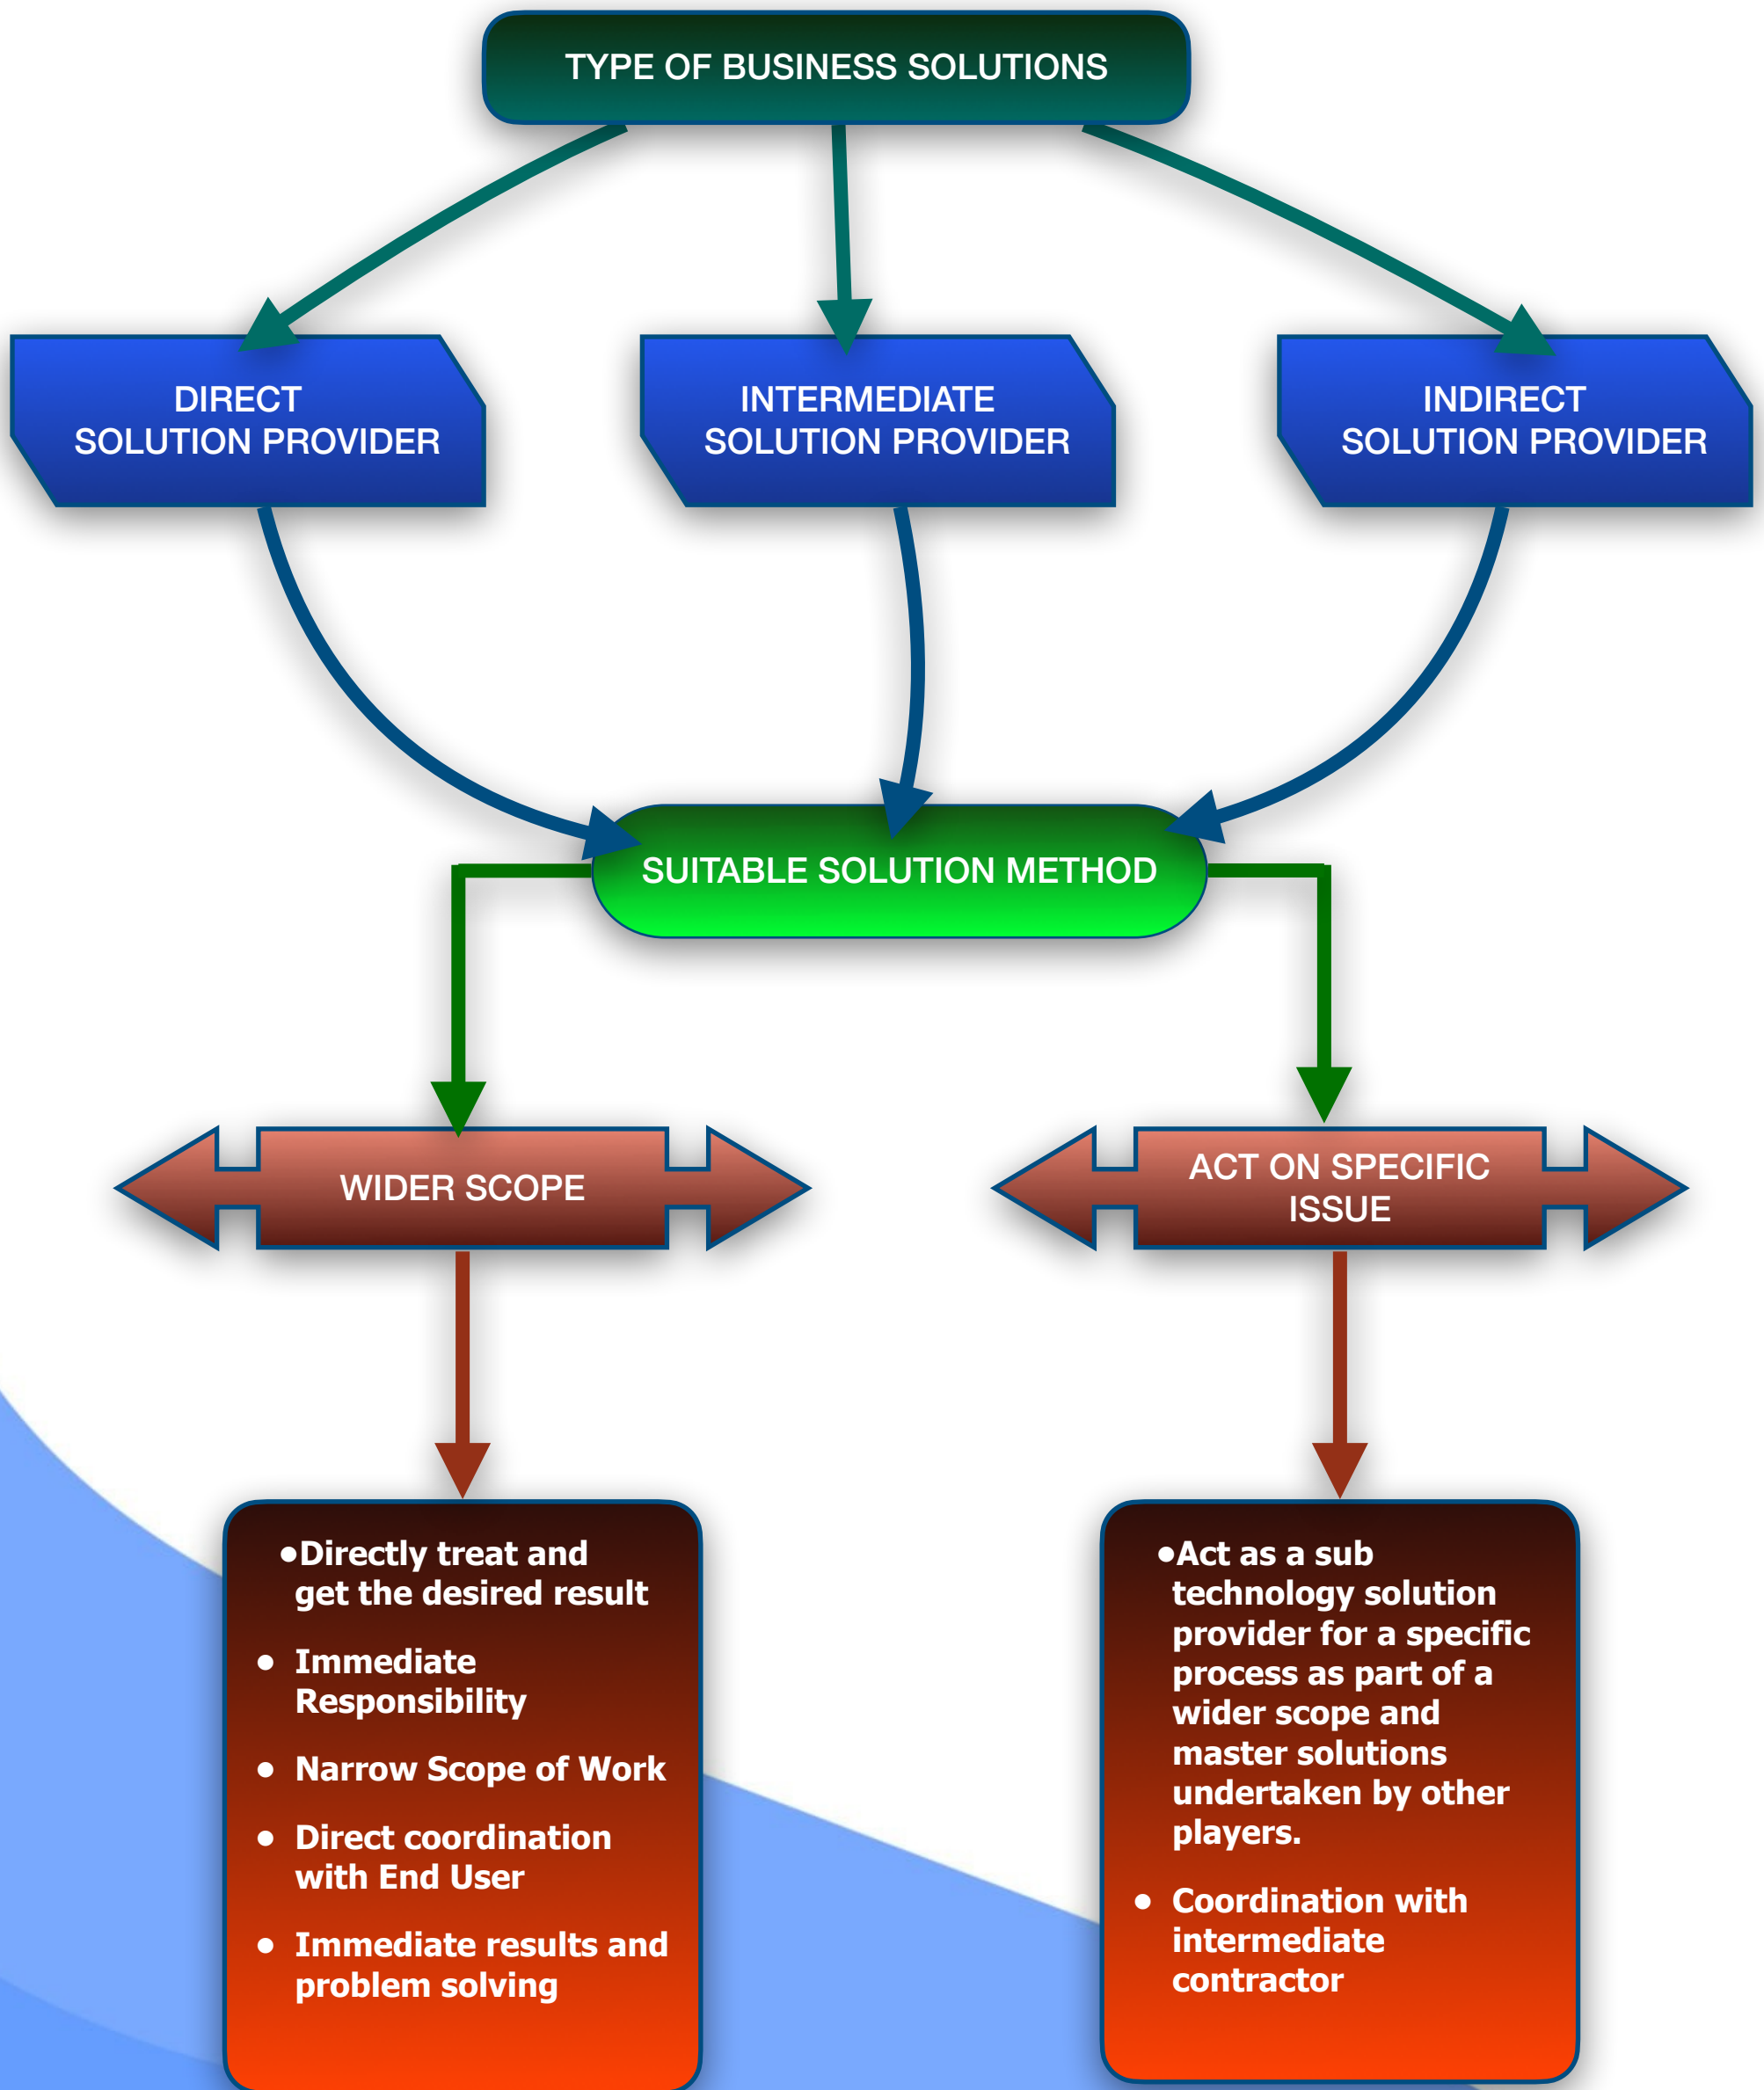 TYPE OF BUSINESS SOLUTIONS
DIRECT
SOLUTION PROVIDER
INTERMEDIATE
SOLUTION PROVIDER
INDIRECT
SOLUTION PROVIDER
SUITABLE SOLUTION METHOD
WIDER SCOPE
ACT ON SPECIFIC
ISSUE
•Directly treat and
get the desired result
• Immediate
Responsibility
• Narrow Scope of Work
• Direct coordination
with End User
• Immediate results and
problem solving
•Act as a sub
technology solution
provider for a specific
process as part of a
wider scope and
master solutions
undertaken by other
players.
• Coordination with
intermediate
contractor